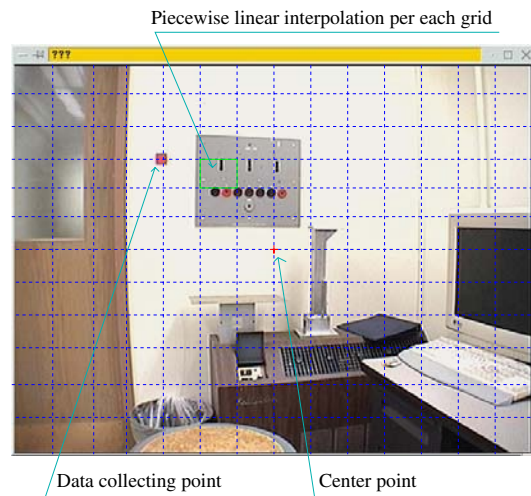 Piecewise linear interpolation per each grid
???
Data collecting point
Center point